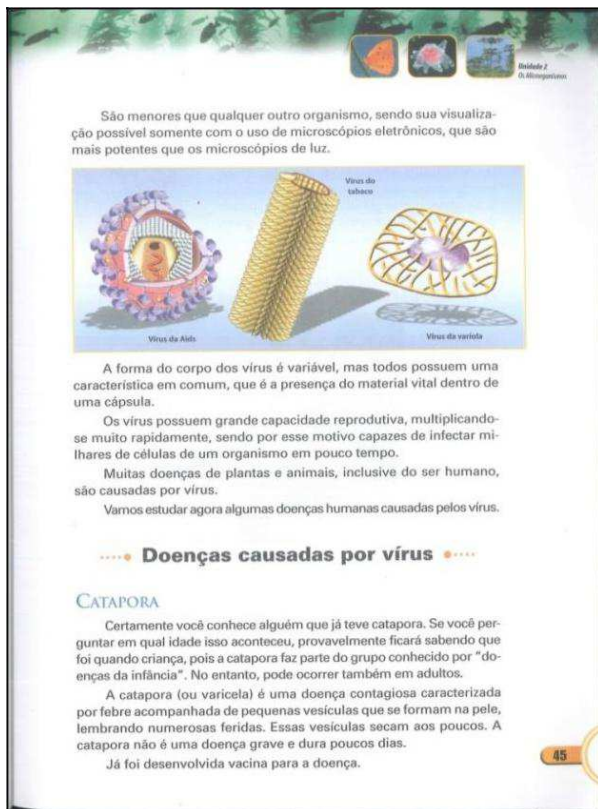 Unidade 2
Os Microrganismos
São menores que qualquer outro organismo, sendo sua visualiza-
ção possível somente com o uso de microscópios eletrônicos, que são
mais potentes que os microscópios de luz.
Vírus do
tabaco
Vírus da Aids
Vírus da varíola
A forma do corpo dos vírus é variável, mas todos possuem uma
característica em comum, que é a presença do material vital dentro de
uma cápsula.
Os vírus possuem grande capacidade reprodutiva, multiplicando-
se muito rapidamente, sendo por esse motivo capazes de infectar mi-
lhares de células de um organismo em pouco tempo.
Muitas doenças de plantas e animais, inclusive do ser humano,
são causadas por vírus.
Vamos estudar agora algumas doenças humanas causadas pelos vírus.
Doenças causadas por vírus
CATAPORA
Certamente você conhece alguém que já teve catapora. Se você per-
guntar em qual idade isso aconteceu, provavelmente ficará sabendo que
foi quando criança, pois a catapora faz parte do grupo conhecido por "do-
enças da infância". No entanto, pode ocorrer também em adultos.
A catapora (ou varicela) é uma doença contagiosa caracterizada
por febre acompanhada de pequenas vesículas que se formam na pele,
lembrando numerosas feridas. Essas vesículas secam aos poucos. A
catapora não é uma doença grave e dura poucos dias.
Já foi desenvolvida vacina para a doença.
45